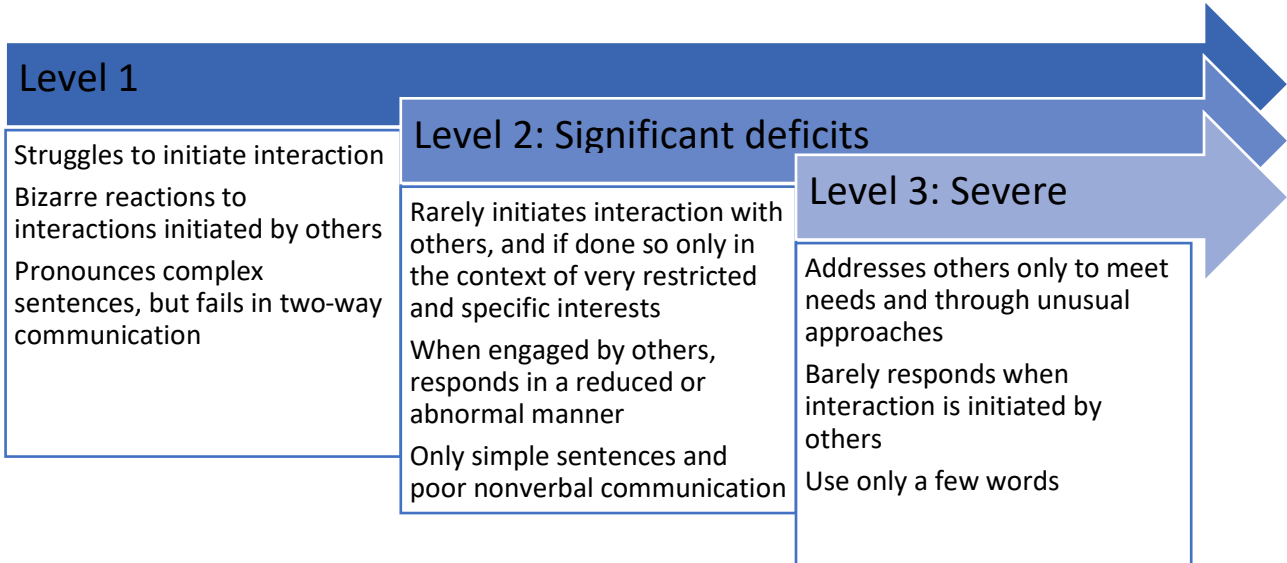 Level 1
Struggles to initiate interaction
Bizarre reactions to
interactions initiated by others
Pronounces complex
sentences, but fails in two-way
communication
Level 2: Significant deficits
Rarely initiates interaction with
others, and if done so only in
the context of very restricted
and specific interests
When engaged by others,
responds in a reduced or
abnormal manner
Only simple sentences and
poor nonverbal communication
Level 3: Severe
Addresses others only to meet
needs and through unusual
approaches
Barely responds when
interaction is initiated by
others
Use only a few words